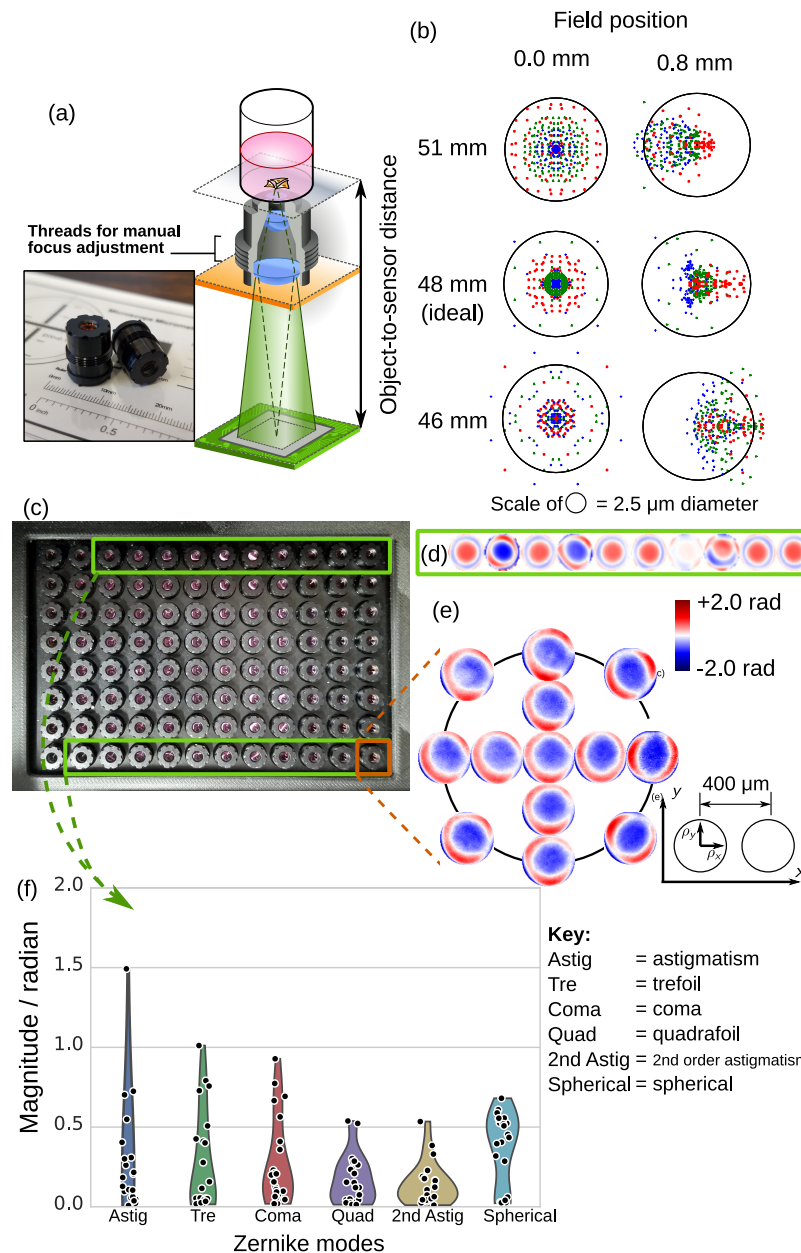 (a)
Threads for manual
focus adjustment
Object-to-sensor distance
0.5
(b)
Field position
0.0 mm
0.8 mm
51 mm
48 mm
(ideal)
46 mm
Scale of = 2.5 μm diameter
(c)
(d)
(e)
+2.0 rad
-2.0 rad
(c)
400 μm
(e)
y
ρy
ρx
x
(f)
Magnitude / radian
2.0
1.5
1.0
0.5
0.0
Astig
Tre
Coma
Quad
2nd Astig
Spherical
Zernike modes
Key:
Astig = astigmatism
Tre = trefoil
Coma = coma
Quad = quadrafoil
2nd Astig = 2nd order astigmatism
Spherical = spherical